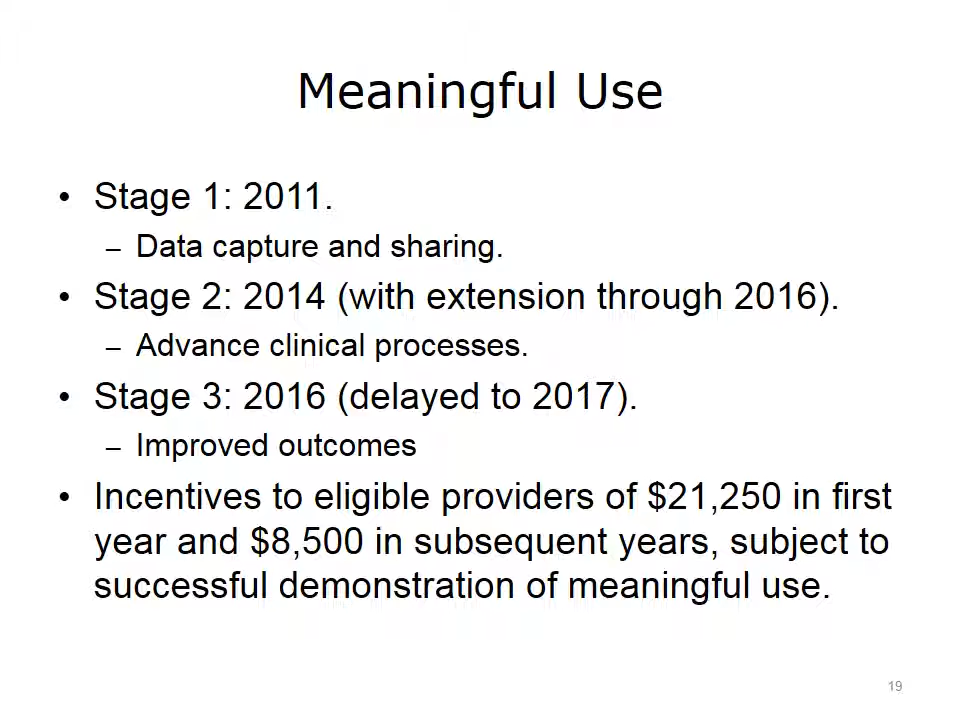 Meaningful Use
• Stage 1: 2011.
– Data capture and sharing.
• Stage 2: 2014 (with extension through 2016).
– Advance clinical processes.
• Stage 3: 2016 (delayed to 2017).
– Improved outcomes
• Incentives to eligible providers of $21,250 in first
year and $8,500 in subsequent years, subject to
successful demonstration of meaningful use.
19